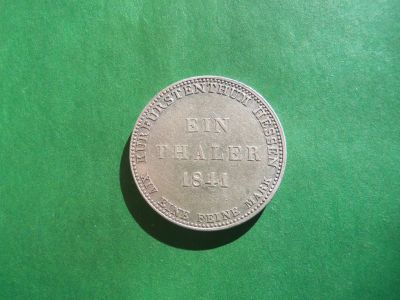 KURFÜRSTENTHUM HESSEN
EIN
THALER
1841
XIV EINE FEINE MARK